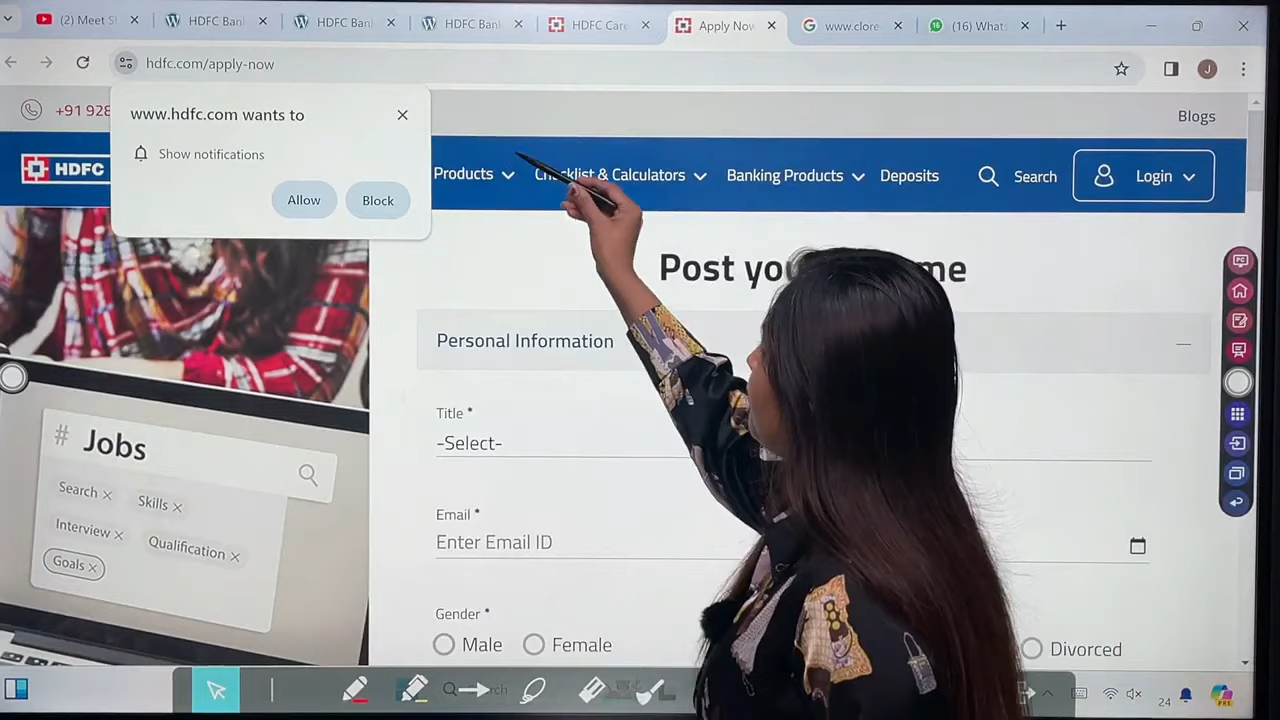 (2) Meet S
HDFC Ban
HDFC Ban
HDFC Ban
HDFC Care
Apply Now
www.clore
(16) What
hdfc.com/apply-now
J
+91 928
www.hdfc.com wants to
Show notifications
Allow
Block
Blogs
HDFC
Products
Checklist & Calculators
Banking Products
Deposits
Search
Login
Post yo
me
Personal Information
Title *
-Select-
Email *
Enter Email ID
Gender *
Male
Female
Divorced
# Jobs
Search ×
Skills ×
Interview ×
Qualification ×
Goals ×
PC
24
PRE